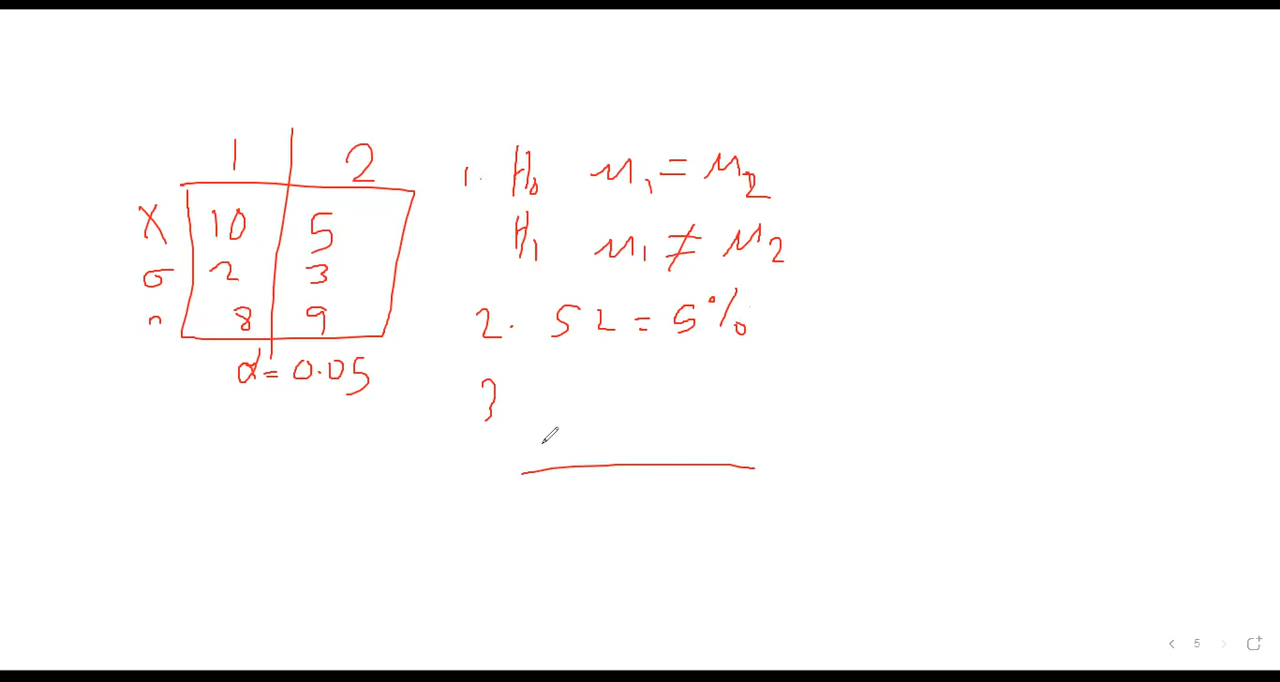 1 2
X 10 5
σ 2 3
n 8 9
α = 0.05
1. H₀ μ₁ = μ₂
H₁ μ₁ ≠ μ₂
2. SL = 5%
3
5